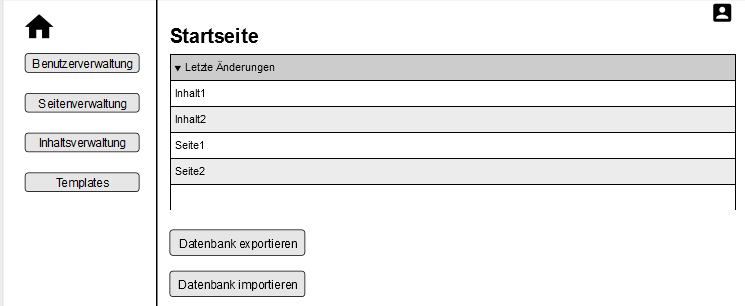 Startseite
Benutzerverwaltung
Seitenverwaltung
Inhaltsverwaltung
Templates
▼ Letzte Änderungen
Inhalt1
Inhalt2
Seite1
Seite2
Datenbank exportieren
Datenbank importieren